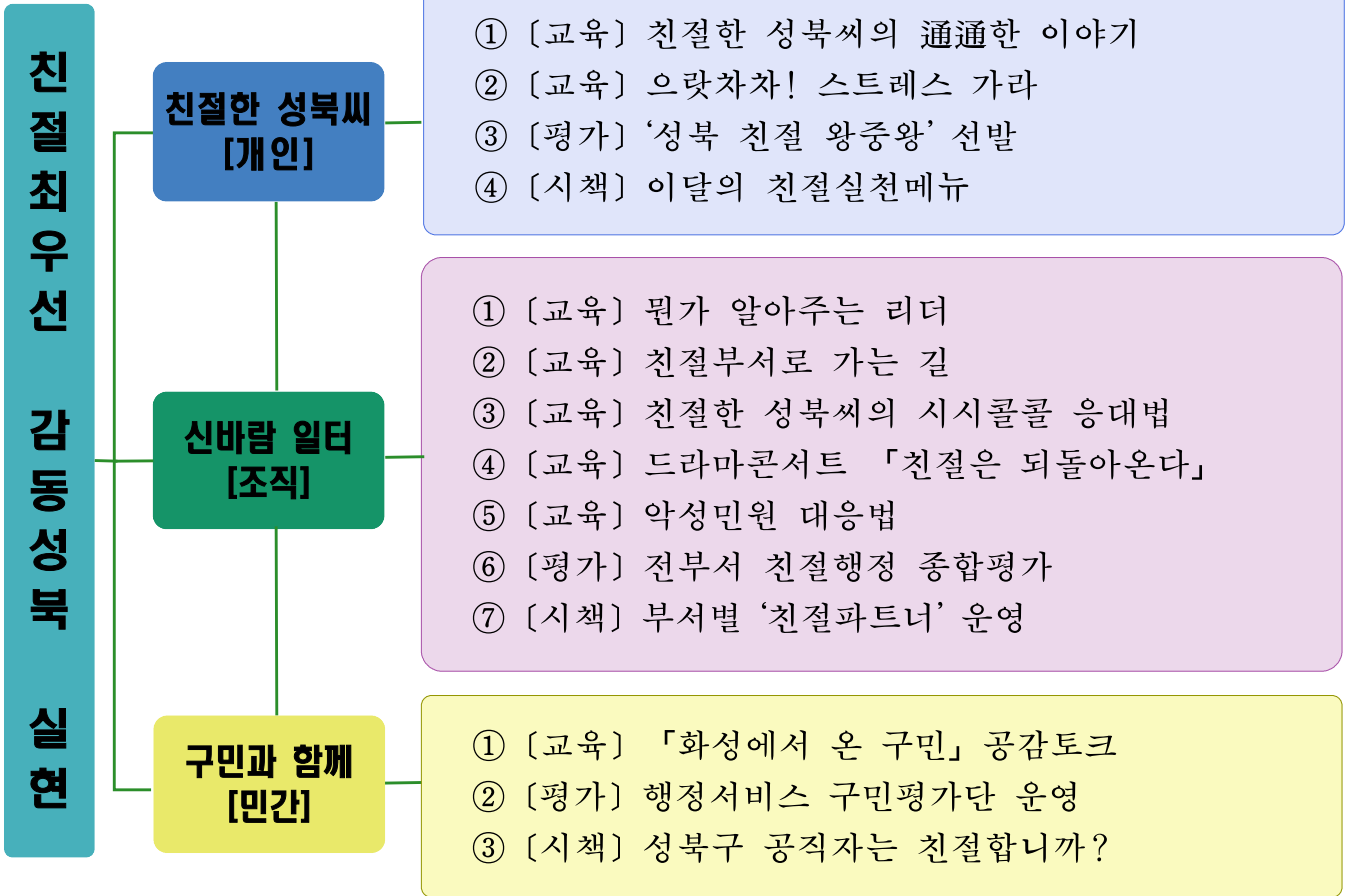 친절최우선 감동성북 실현
친절한 성북씨
[개인]
① 〔교육〕 친절한 성북씨의 通通한 이야기
② 〔교육〕 으랏차차! 스트레스 가라
③ 〔평가〕 ‘성북 친절 왕중왕’ 선발
④ 〔시책〕 이달의 친절실천메뉴
신바람 일터
[조직]
① 〔교육〕 뭔가 알아주는 리더
② 〔교육〕 친절부서로 가는 길
③ 〔교육〕 친절한 성북씨의 시시콜콜 응대법
④ 〔교육〕 드라마콘서트 「친절은 되돌아온다」
⑤ 〔교육〕 악성민원 대응법
⑥ 〔평가〕 전부서 친절행정 종합평가
⑦ 〔시책〕 부서별 ‘친절파트너’ 운영
구민과 함께
[민간]
① 〔교육〕 「화성에서 온 구민」 공감토크
② 〔평가〕 행정서비스 구민평가단 운영
③ 〔시책〕 성북구 공직자는 친절합니까?